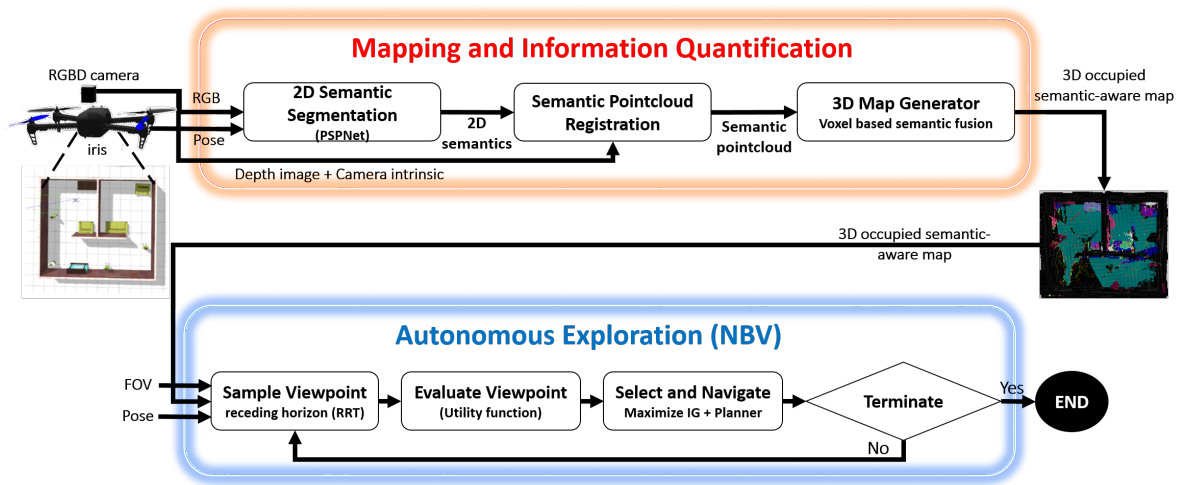 Mapping and Information Quantification
RGBD camera
RGB
Pose
iris
2D Semantic
Segmentation
(PSPNet)
2D
semantics
Semantic Pointcloud
Registration
Semantic
pointcloud
3D Map Generator
Voxel based semantic fusion
3D occupied
semantic-aware map
Depth image + Camera intrinsic
3D occupied semantic-
aware map
Autonomous Exploration (NBV)
FOV
Pose
Sample Viewpoint
receding horizon (RRT)
Evaluate Viewpoint
(Utility function)
Select and Navigate
Maximize IG + Planner
Terminate
Yes
END
No